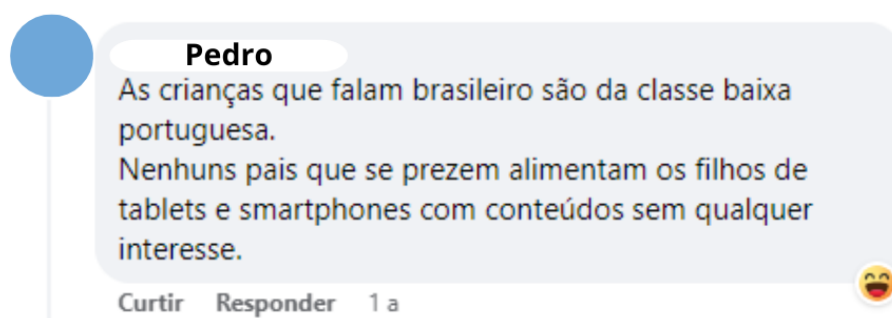 Pedro
As crianças que falam brasileiro são da classe baixa
portuguesa.
Nenhuns pais que se prezem alimentam os filhos de
tablets e smartphones com conteúdos sem qualquer
interesse.
Curtir Responder 1 a